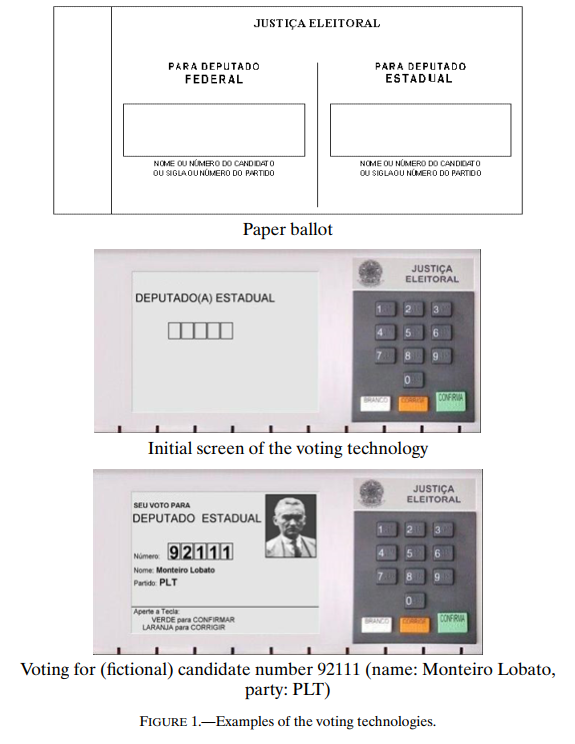 JUSTIÇA ELEITORAL
PARA DEPUTADO
FEDERAL
NOME OU NÚMERO DO CANDIDATO
OU SIGLA OU NÚMERO DO PARTIDO
PARA DEPUTADO
ESTADUAL
NOME OU NÚMERO DO CANDIDATO
OU SIGLA OU NÚMERO DO PARTIDO
Paper ballot
DEPUTADO(A) ESTADUAL
JUSTIÇA
ELEITORAL
1 2 3
4 5 6
7 8 9
0
BRANCO CORRIGE CONFIRMA
Initial screen of the voting technology
SEU VOTO PARA
DEPUTADO ESTADUAL
Número: 92111
Nome: Monteiro Lobato
Partido: PLT
Aperte a Tecla:
VERDE para CONFIRMAR
LARANJA para CORRIGIR
JUSTIÇA
ELEITORAL
1 2 3
4 5 6
7 8 9
0
BRANCO CORRIGE CONFIRMA
Voting for (fictional) candidate number 92111 (name: Monteiro Lobato,
party: PLT)
FIGURE 1.—Examples of the voting technologies.